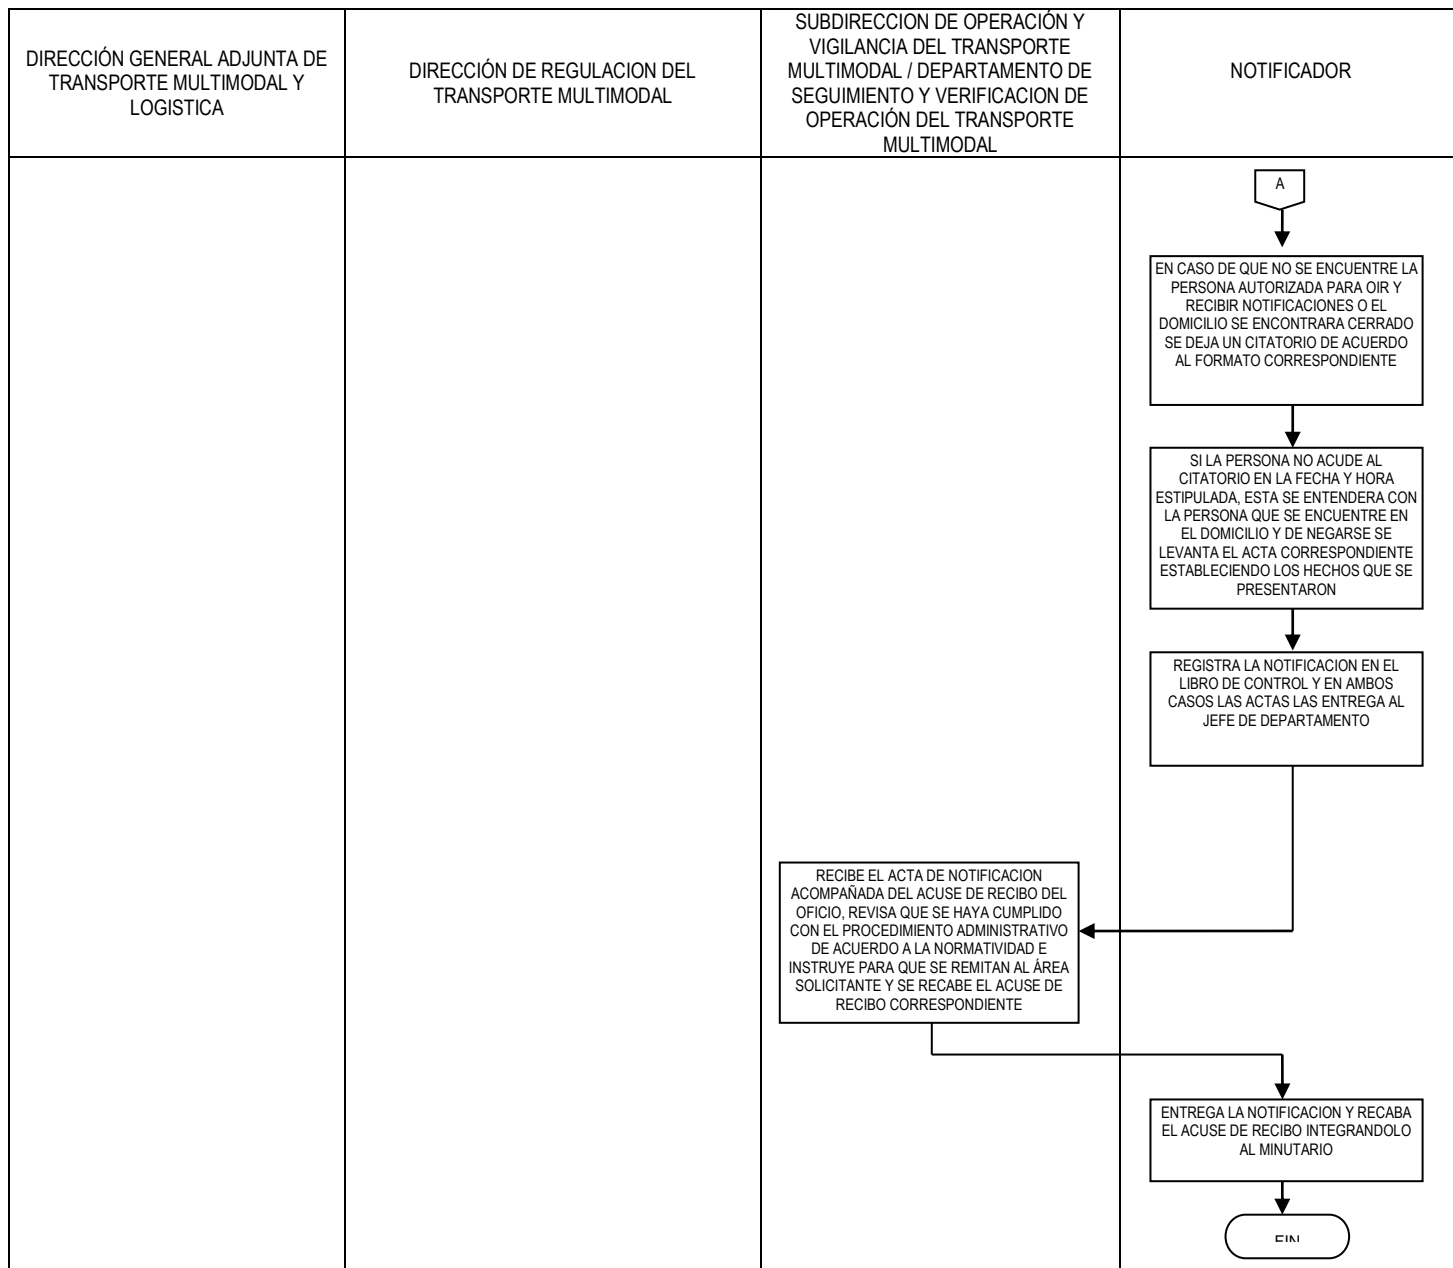 DIRECCIÓN GENERAL ADJUNTA DE
TRANSPORTE MULTIMODAL Y
LOGISTICA
DIRECCIÓN DE REGULACION DEL
TRANSPORTE MULTIMODAL
SUBDIRECCION DE OPERACIÓN Y
VIGILANCIA DEL TRANSPORTE
MULTIMODAL / DEPARTAMENTO DE
SEGUIMIENTO Y VERIFICACION DE
OPERACIÓN DEL TRANSPORTE
MULTIMODAL
NOTIFICADOR
A
EN CASO DE QUE NO SE ENCUENTRE LA
PERSONA AUTORIZADA PARA OIR Y
RECIBIR NOTIFICACIONES O EL
DOMICILIO SE ENCONTRARA CERRADO
SE DEJA UN CITATORIO DE ACUERDO
AL FORMATO CORRESPONDIENTE
SI LA PERSONA NO ACUDE AL
CITATORIO EN LA FECHA Y HORA
ESTIPULADA, ESTA SE ENTENDERA CON
LA PERSONA QUE SE ENCUENTRE EN
EL DOMICILIO Y DE NEGARSE SE
LEVANTA EL ACTA CORRESPONDIENTE
ESTABLECIENDO LOS HECHOS QUE SE
PRESENTARON
REGISTRA LA NOTIFICACION EN EL
LIBRO DE CONTROL Y EN AMBOS
CASOS LAS ACTAS LAS ENTREGA AL
JEFE DE DEPARTAMENTO
RECIBE EL ACTA DE NOTIFICACION
ACOMPAÑADA DEL ACUSE DE RECIBO DEL
OFICIO, REVISA QUE SE HAYA CUMPLIDO
CON EL PROCEDIMIENTO ADMINISTRATIVO
DE ACUERDO A LA NORMATIVIDAD E
INSTRUYE PARA QUE SE REMITAN AL ÁREA
SOLICITANTE Y SE RECABE EL ACUSE DE
RECIBO CORRESPONDIENTE
ENTREGA LA NOTIFICACION Y RECABA
EL ACUSE DE RECIBO INTEGRANDOLO
AL MINUTARIO
FIN